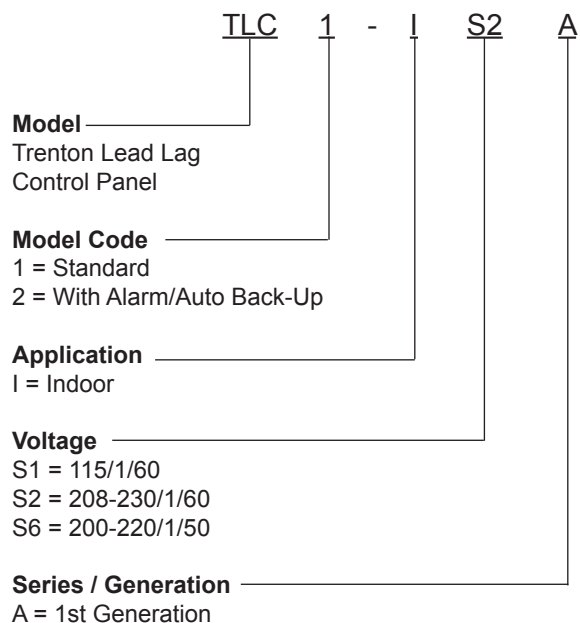 TLC 1 - I S2 A
Model
Trenton Lead Lag
Control Panel
Model Code
1 = Standard
2 = With Alarm/Auto Back-Up
Application
I = Indoor
Voltage
S1 = 115/1/60
S2 = 208-230/1/60
S6 = 200-220/1/50
Series / Generation
A = 1st Generation